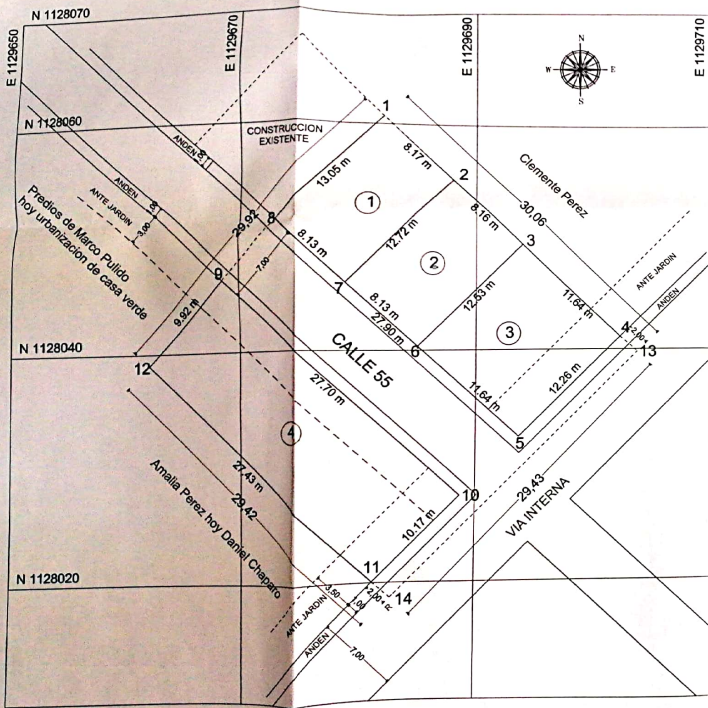 N 1128070
E 1129650
E 1129670
E 1129690
E 1129710
N
W
E
S
N 1128060
ANDEN
CONSTRUCCION
EXISTENTE
1
8.17 m
2
Clemente Perez
30.06
13.05 m
1
8.16 m
3
ANTE JARDIN
ANDEN
Predios de Marco Pulido
hoy urbanizacion de casa verde
ANTE JARDIN
ANDEN
1.00
3,00
29.92
8
7,00
8.13 m
12.72 m
2
9
7
8.13 m
27.90 m
12.53 m
11.64 m
4
2,00
13
3
9.92 m
N 1128040
12
CALLE 55
6
11.64 m
12.26 m
5
27.70 m
4
27.43 m
29,42
Amalia Perez hoy Daniel Chaparro
10
10.17 m
29,43
VIA INTERNA
11
N 1128020
3,50
1,00
2,00
14
ANTE JARDIN
ANDEN
7,00